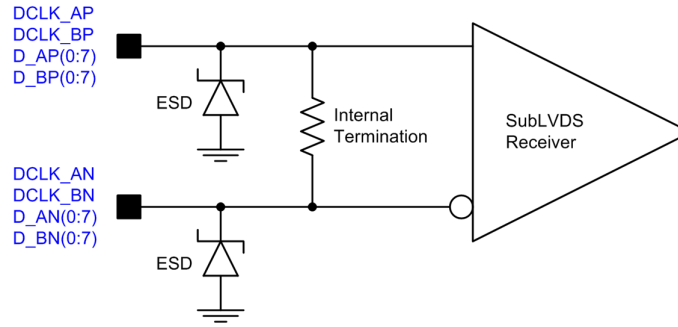 DCLK_AP
DCLK_BP
D_AP(0:7)
D_BP(0:7)
ESD
Internal
Termination
SubLVDS
Receiver
DCLK_AN
DCLK_BN
D_AN(0:7)
D_BN(0:7)
ESD